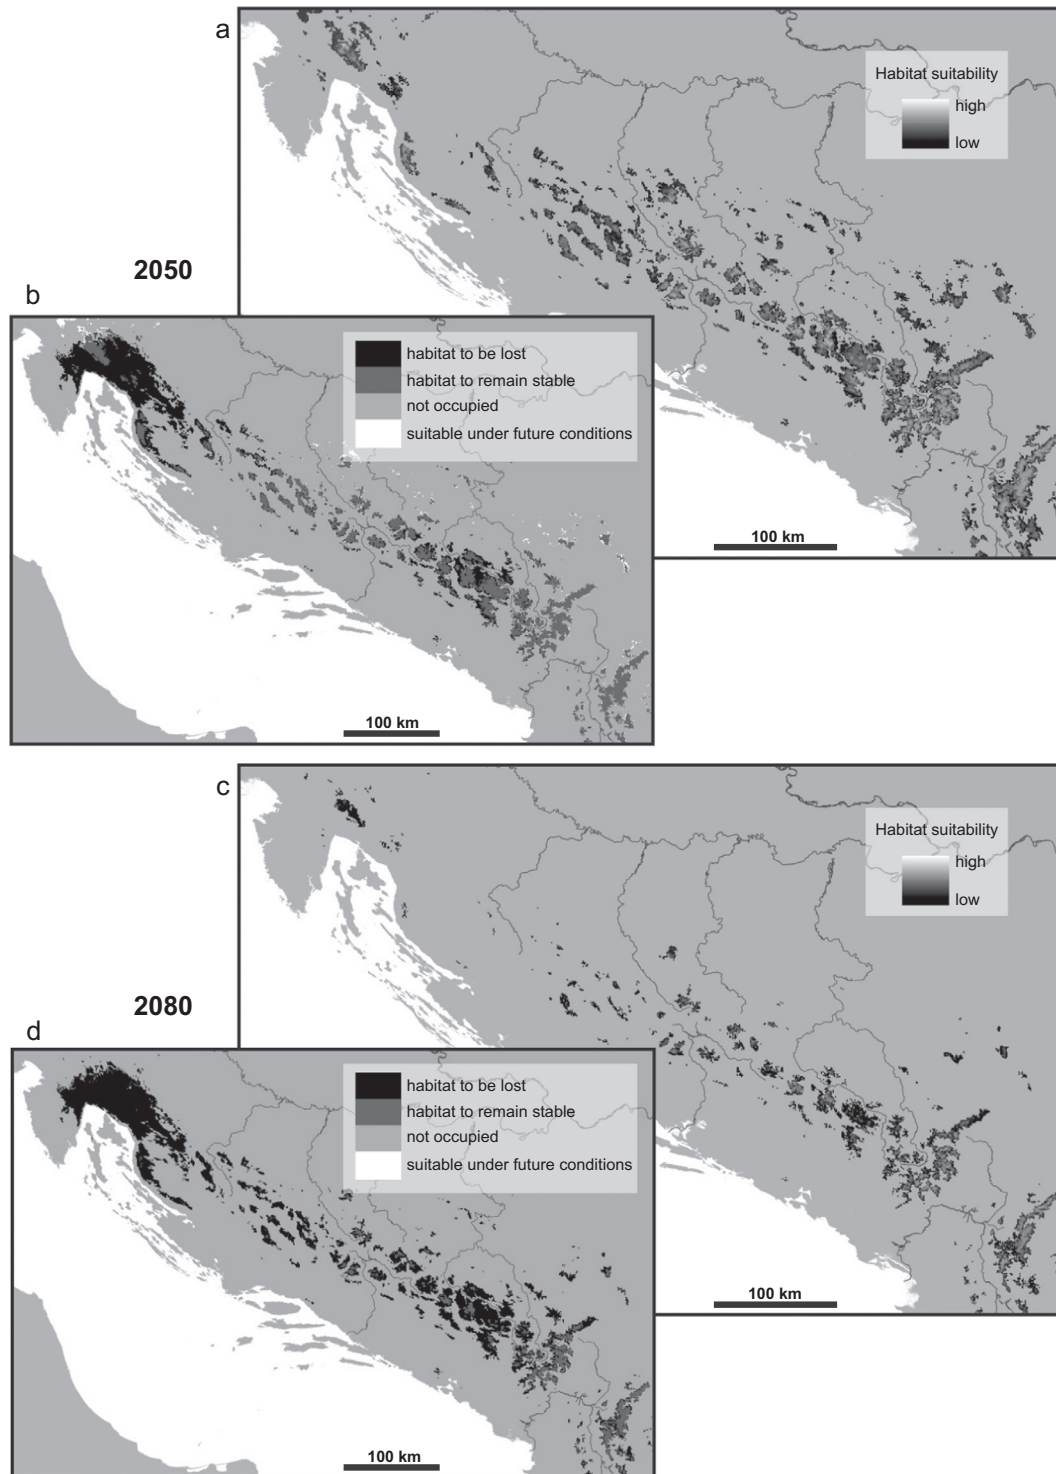 a
Habitat suitability
high
low
100 km
2050
b
habitat to be lost
habitat to remain stable
not occupied
suitable under future conditions
100 km
c
Habitat suitability
high
low
100 km
2080
d
habitat to be lost
habitat to remain stable
not occupied
suitable under future conditions
100 km